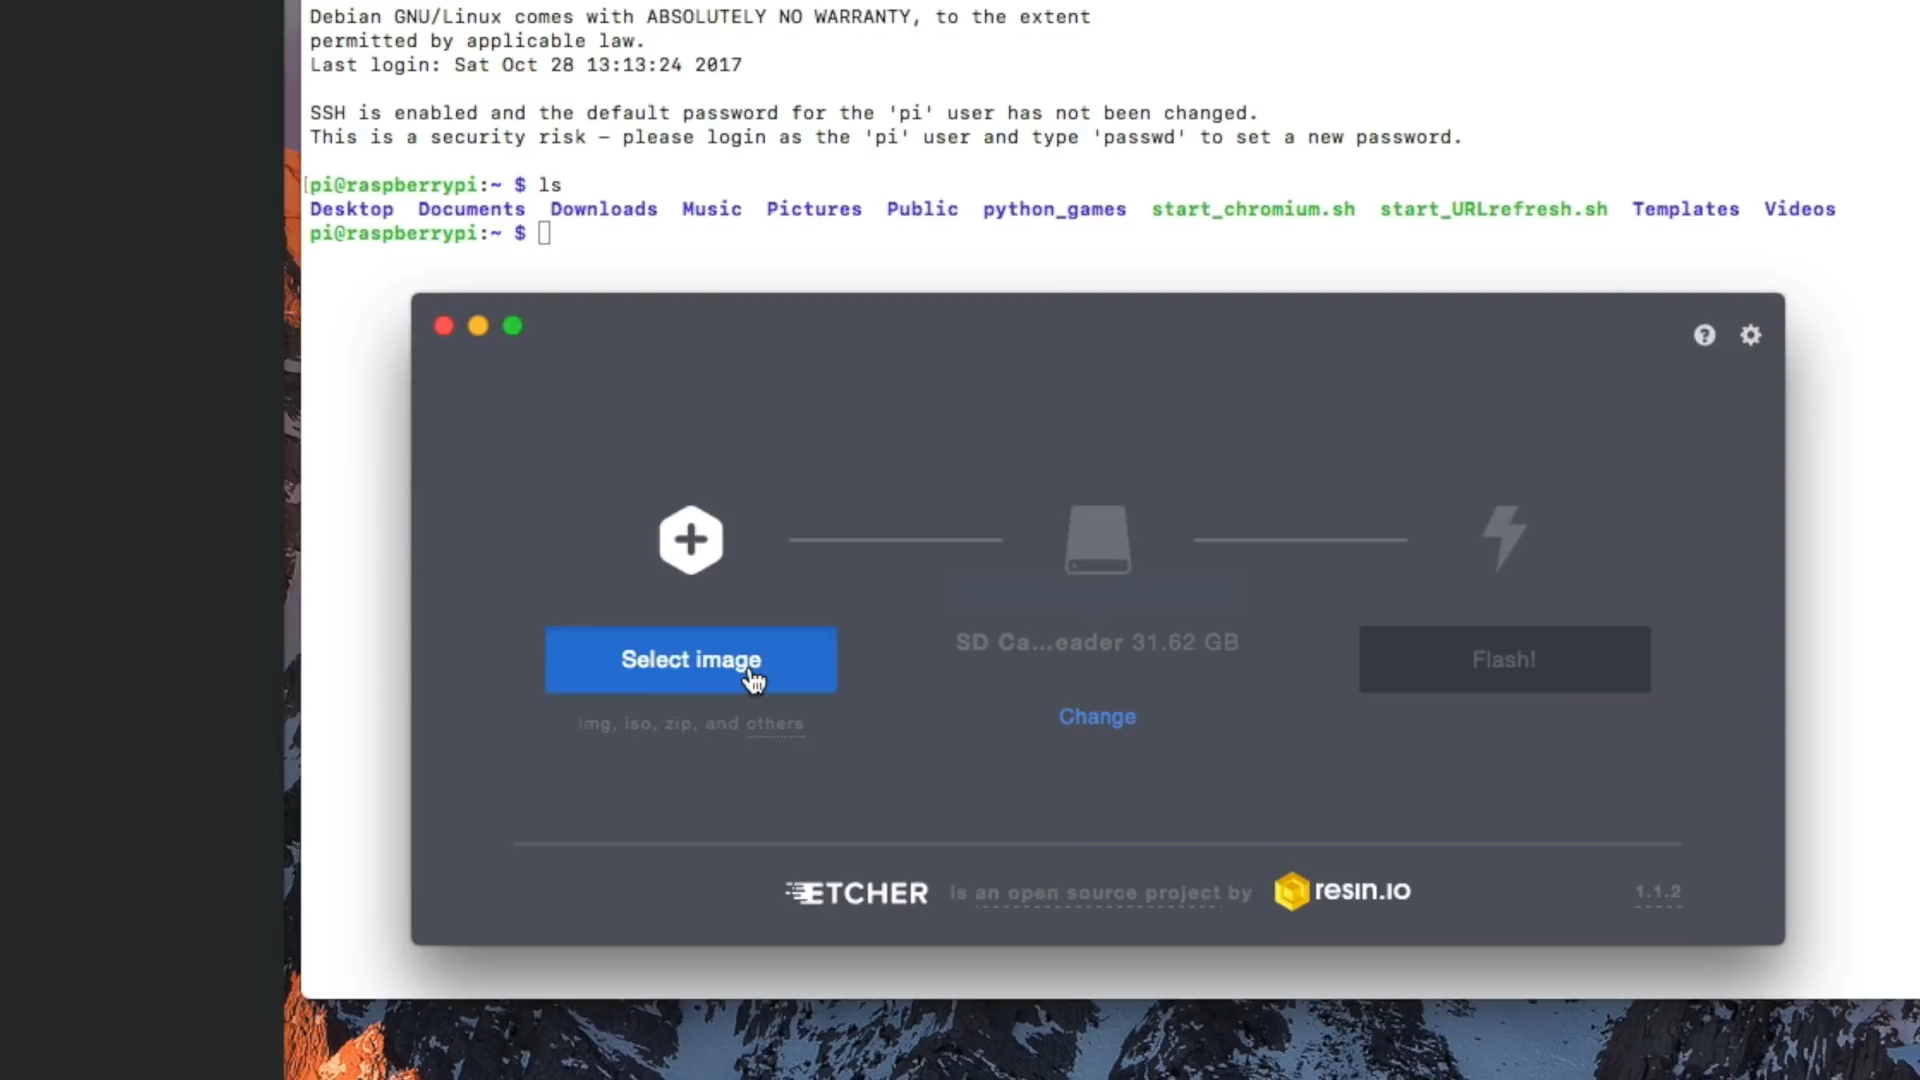 Debian GNU/Linux comes with ABSOLUTELY NO WARRANTY, to the extent
permitted by applicable law.
Last login: Sat Oct 28 13:13:24 2017
SSH is enabled and the default password for the 'pi' user has not been changed.
This is a security risk – please login as the 'pi' user and type 'passwd' to set a new password.
[pi@raspberrypi:~ $ ls
Desktop Documents Downloads Music Pictures Public python_games start_chromium.sh start_URLrefresh.sh Templates Videos
pi@raspberrypi:~ $
Select image
img, iso, zip, and others
SD Ca...eader 31.62 GB
Change
Flash!
ETCHER is an open source project by resin.io 1.1.2